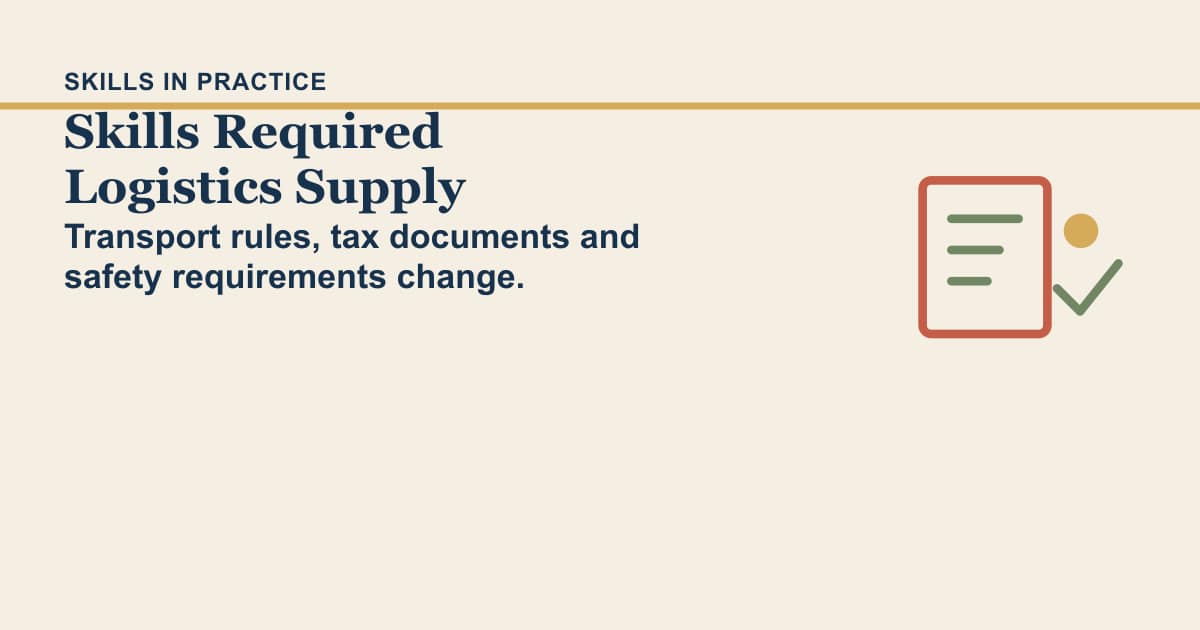 SKILLS IN PRACTICE
Skills Required
Logistics Supply
Transport rules, tax documents and
safety requirements change.